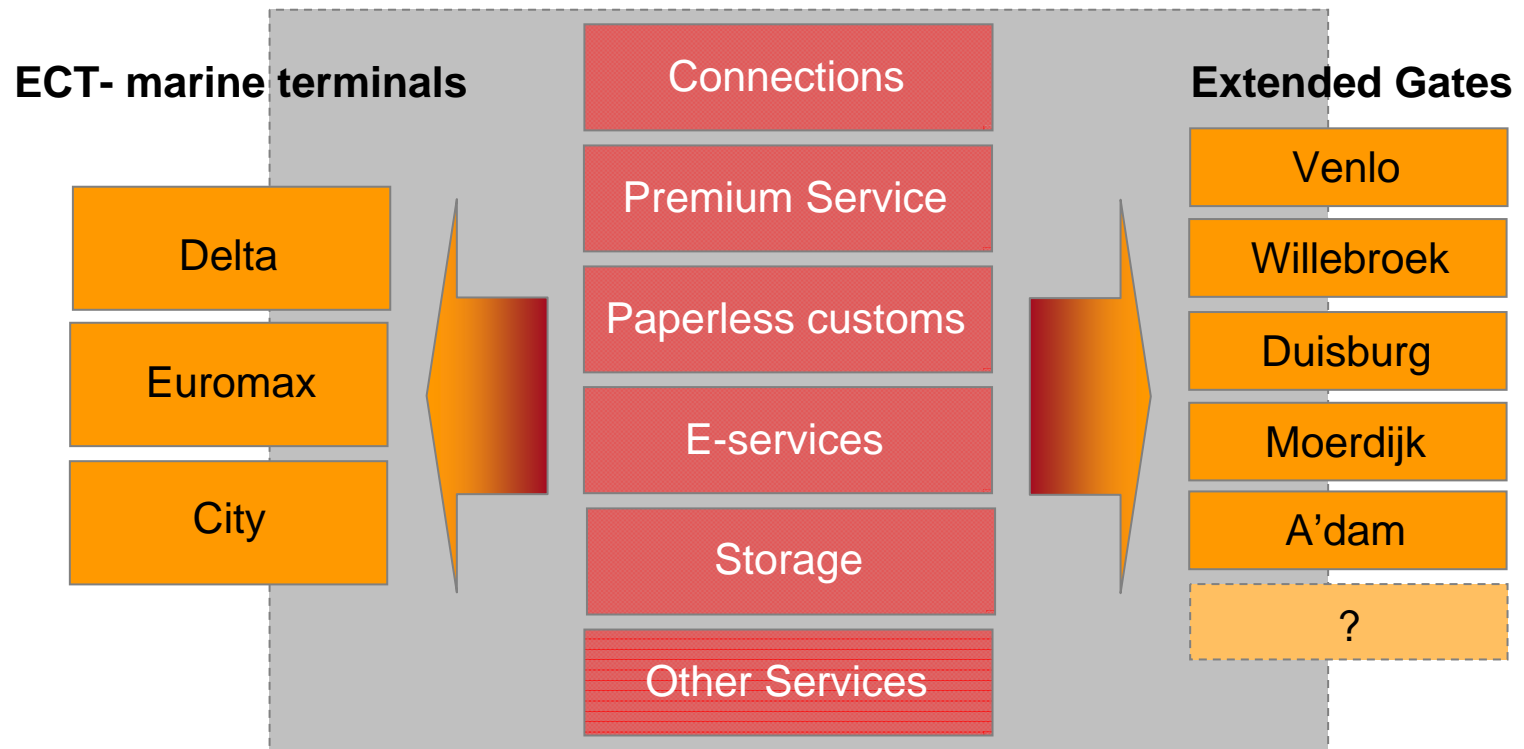 ECT- marine terminals
Delta
Euromax
City
Connections
Premium Service
Paperless customs
E-services
Storage
Other Services
Extended Gates
Venlo
Willebroek
Duisburg
Moerdijk
A’dam
?